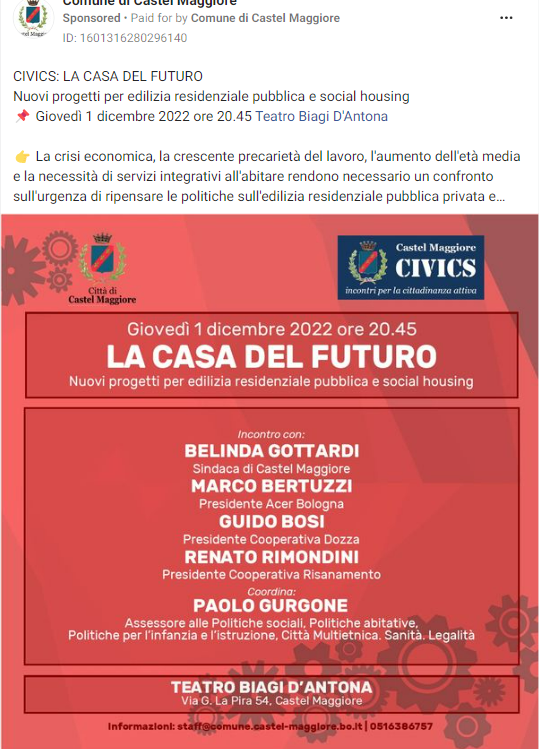 Comune di Castel Maggiore
Sponsored • Paid for by Comune di Castel Maggiore
ID: 1601316280296140
CIVICS: LA CASA DEL FUTURO
Nuovi progetti per edilizia residenziale pubblica e social housing
📌 Giovedì 1 dicembre 2022 ore 20.45 Teatro Biagi D'Antona
👉 La crisi economica, la crescente precarietà del lavoro, l'aumento dell'età media
e la necessità di servizi integrativi all'abitare rendono necessario un confronto
sull'urgenza di ripensare le politiche sull'edilizia residenziale pubblica privata e...
Città di
Castel Maggiore
Castel Maggiore
CIVICS
incontri per la cittadinanza attiva
Giovedì 1 dicembre 2022 ore 20.45
LA CASA DEL FUTURO
Nuovi progetti per edilizia residenziale pubblica e social housing
Incontro con:
BELINDA GOTTARDI
Sindaca di Castel Maggiore
MARCO BERTUZZI
Presidente Acer Bologna
GUIDO BOSI
Presidente Cooperativa Dozza
RENATO RIMONDINI
Presidente Cooperativa Risanamento
Coordina:
PAOLO GURGONE
Assessore alle Politiche sociali, Politiche abitative,
Politiche per l'infanzia e l'istruzione, Città Multietnica. Sanità. Legalità
TEATRO BIAGI D'ANTONA
Via G. La Pira 54, Castel Maggiore
Informazioni: staff@comune.castel-maggiore.bo.it | 0516386757